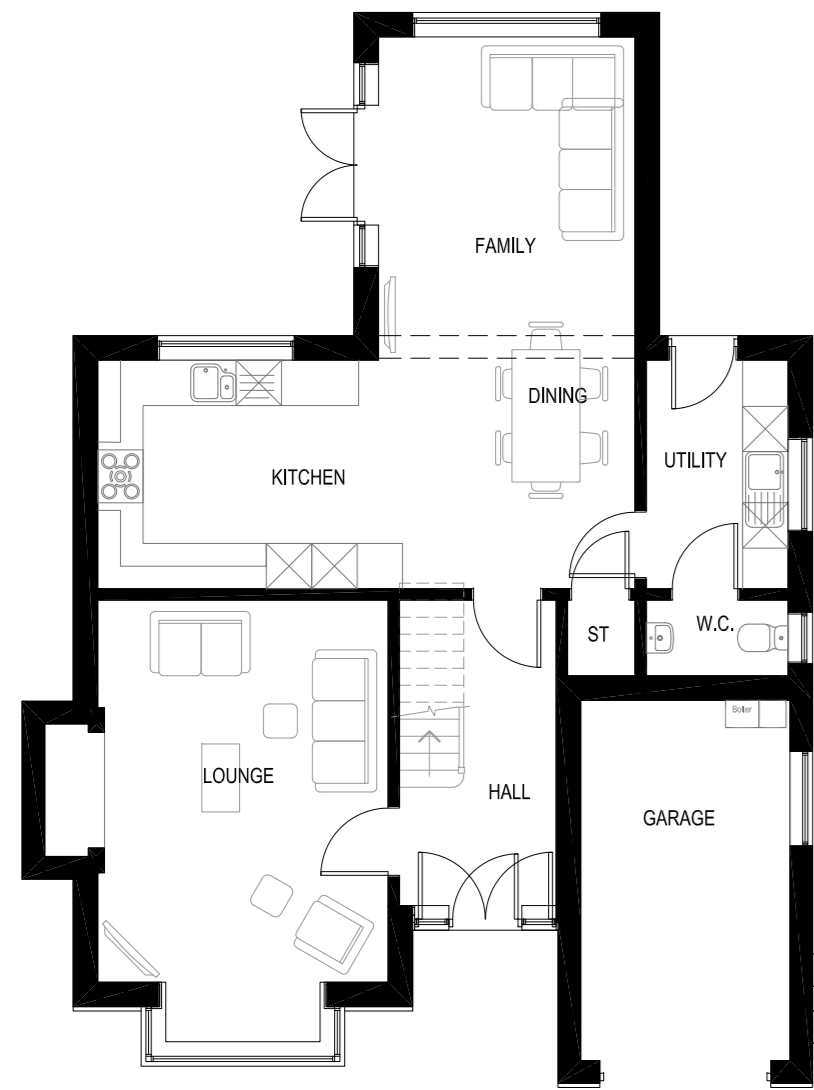 FAMILY
DINING
KITCHEN
UTILITY
ST
W.C.
Boiler
LOUNGE
HALL
GARAGE